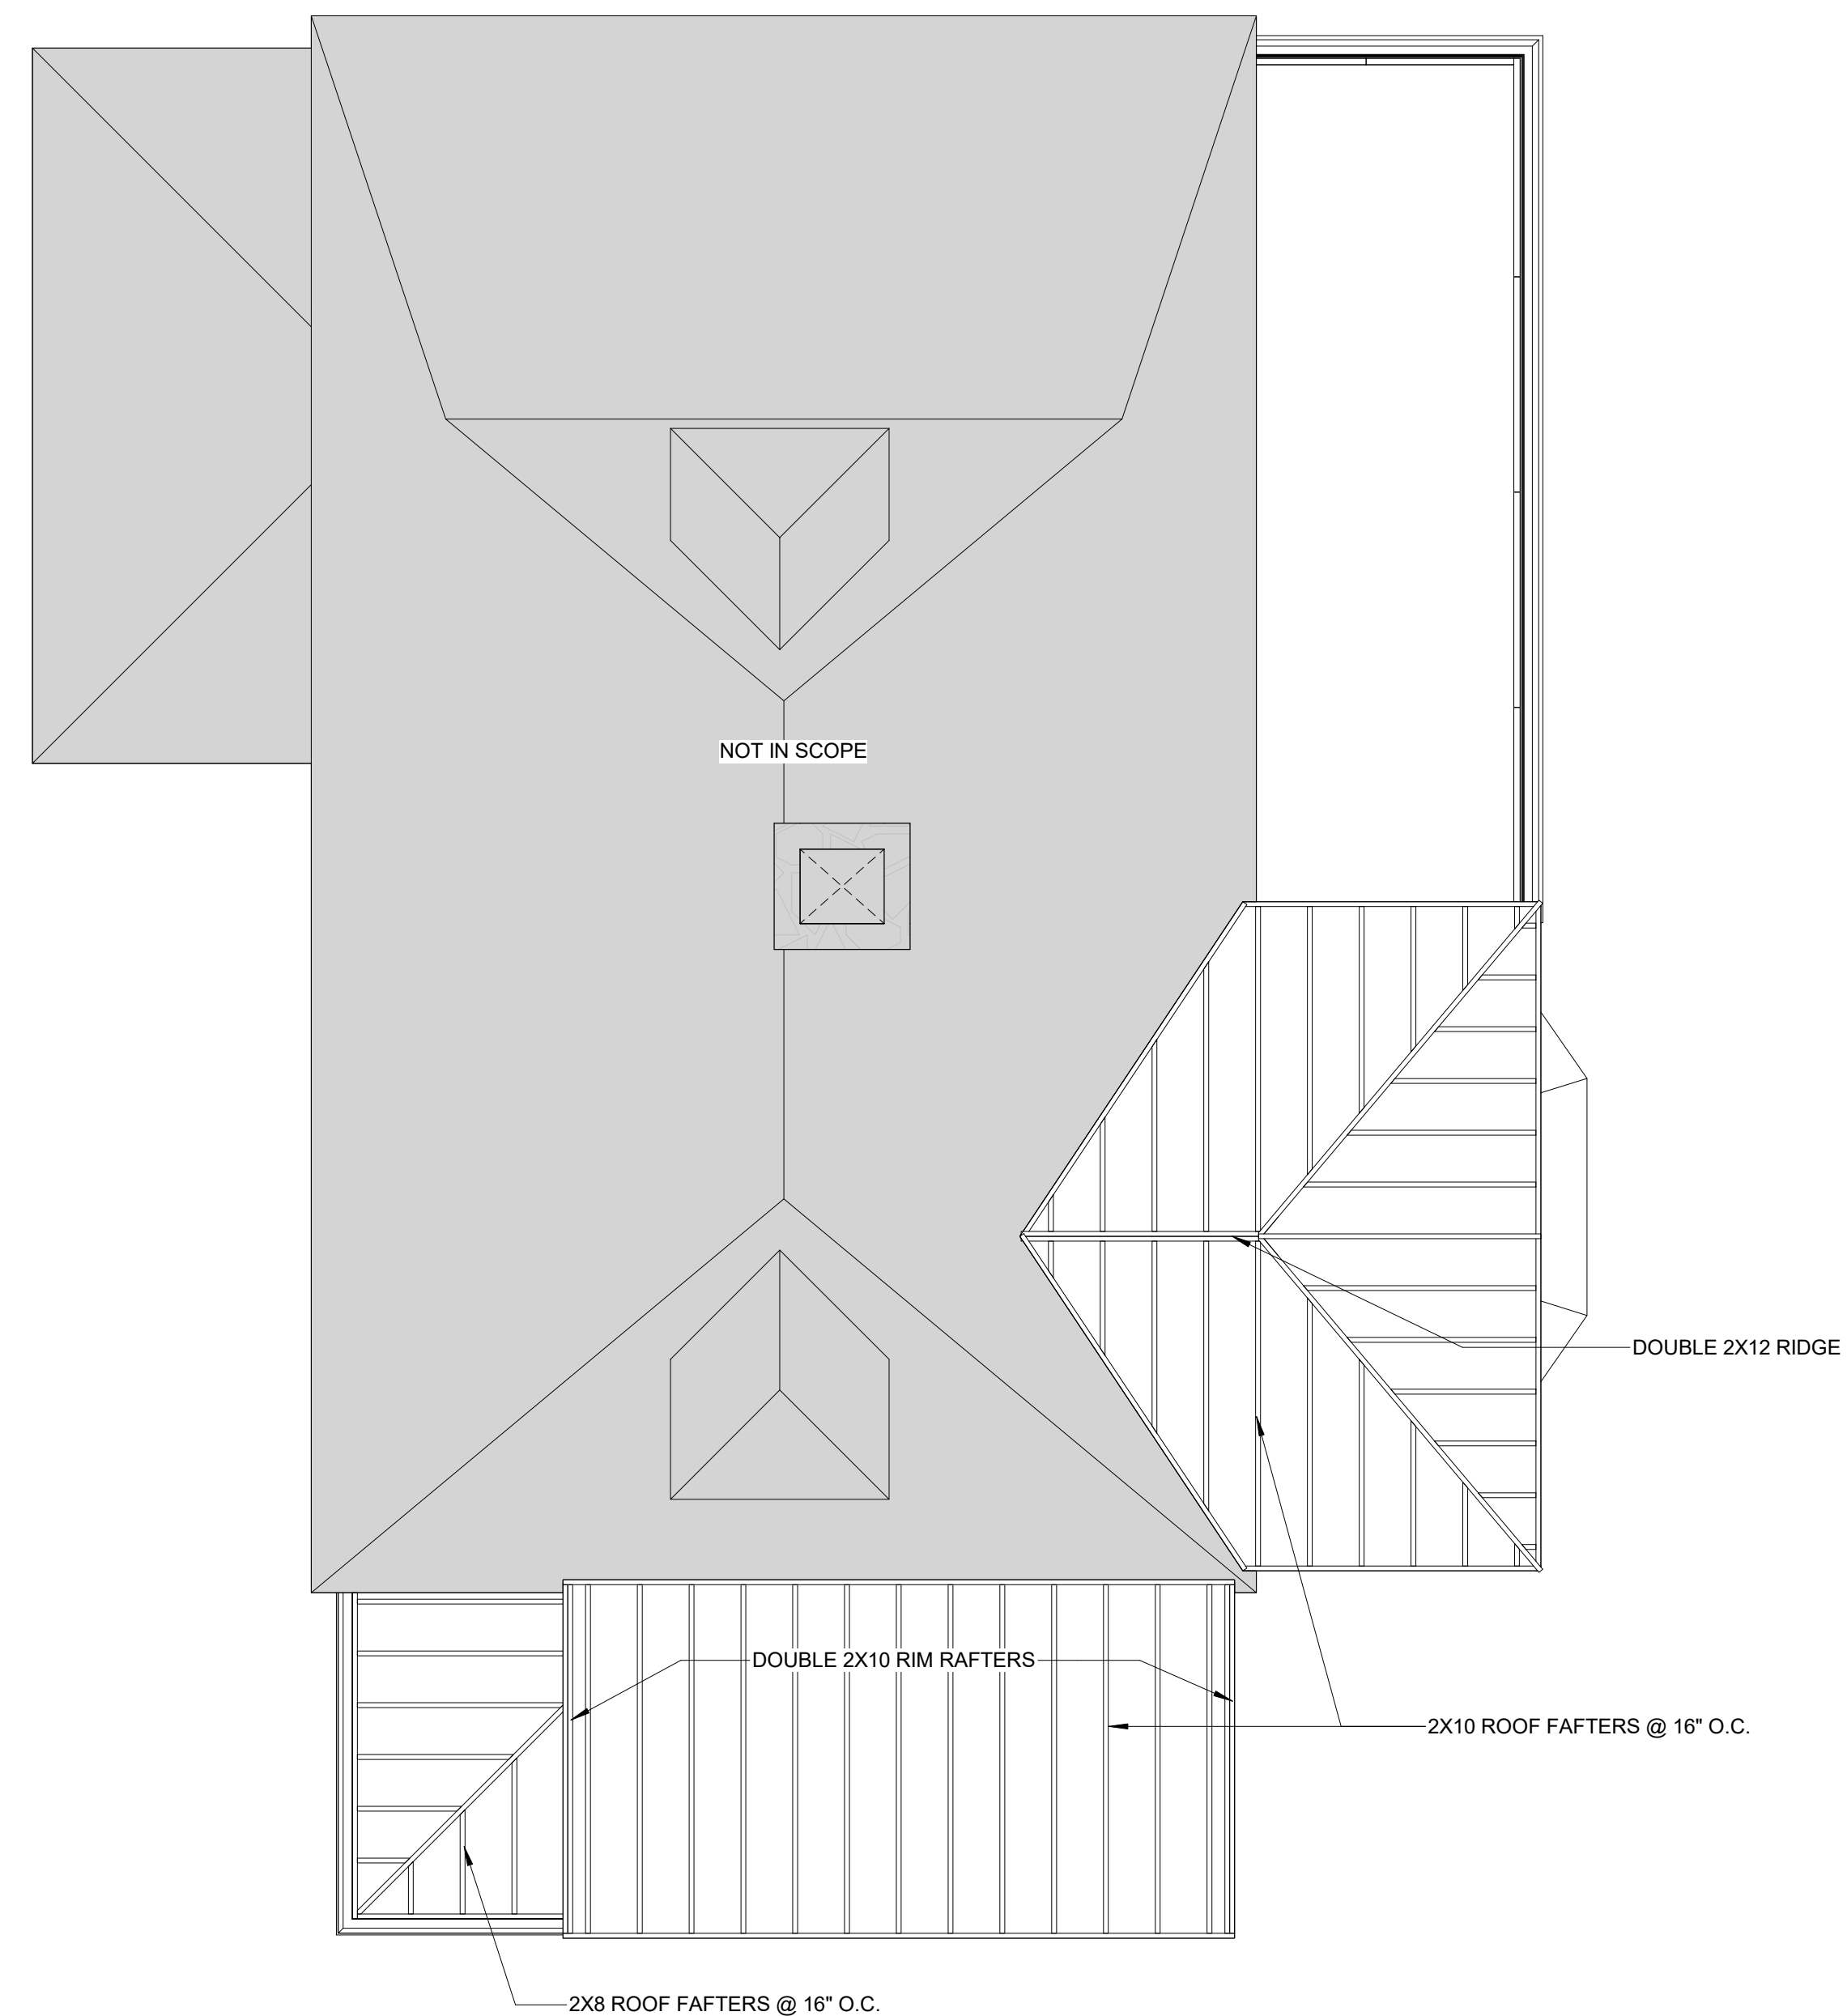 NOT IN SCOPE
DOUBLE 2X12 RIDGE
DOUBLE 2X10 RIM RAFTERS
2X10 ROOF FAFTERS @ 16" O.C.
2X8 ROOF FAFTERS @ 16" O.C.